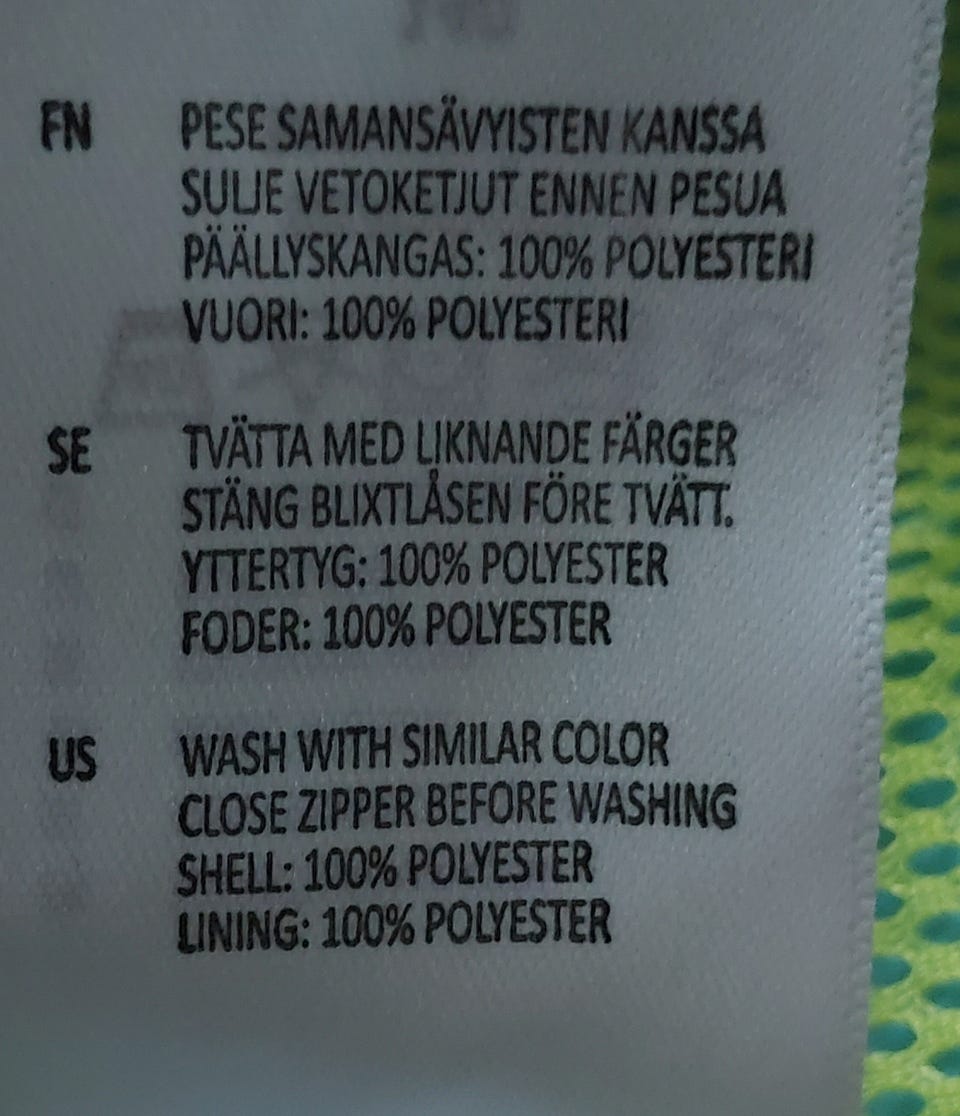 FN PESE SAMANSÄVYISTEN KANSSA
SULJE VETOKETJUT ENNEN PESUA
PÄÄLLYSKANGAS: 100% POLYESTERI
VUORI: 100% POLYESTERI
SE TVÄTTA MED LIKNANDE FÄRGER
STÄNG BLIXTLÅSEN FÖRE TVÄTT.
YTTERTYG: 100% POLYESTER
FODER: 100% POLYESTER
US WASH WITH SIMILAR COLOR
CLOSE ZIPPER BEFORE WASHING
SHELL: 100% POLYESTER
LINING: 100% POLYESTER